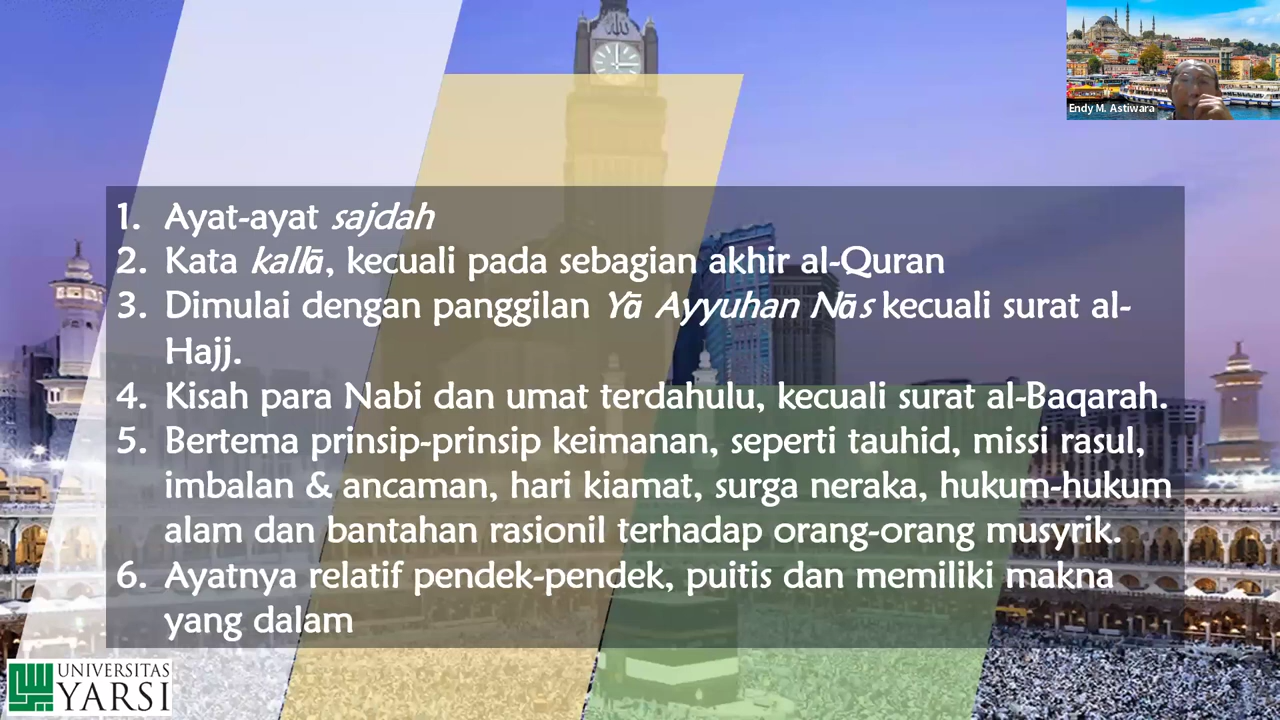 Endy M. Astiwara
1. Ayat-ayat sajdah
2. Kata kallā, kecuali pada sebagian akhir al-Quran
3. Dimulai dengan panggilan Yā Ayyuhan Nās kecuali surat al-
Hajj.
4. Kisah para Nabi dan umat terdahulu, kecuali surat al-Baqarah.
5. Bertema prinsip-prinsip keimanan, seperti tauhid, missi rasul,
imbalan & ancaman, hari kiamat, surga neraka, hukum-hukum
alam dan bantahan rasionil terhadap orang-orang musyrik.
6. Ayatnya relatif pendek-pendek, puitis dan memiliki makna
yang dalam
UNIVERSITAS
YARSI